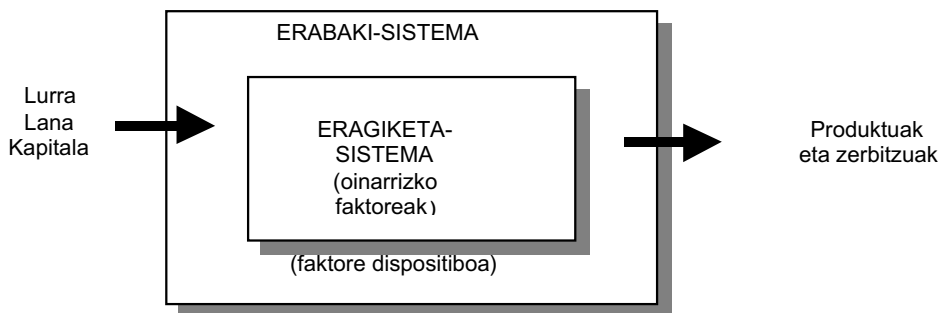 ERABAKI-SISTEMA
Lurra
Lana
Kapitala
ERAGIKETA-
SISTEMA
(oinarrizko
faktoreak)
(faktore dispositiboa)
Produktuak
eta zerbitzuak